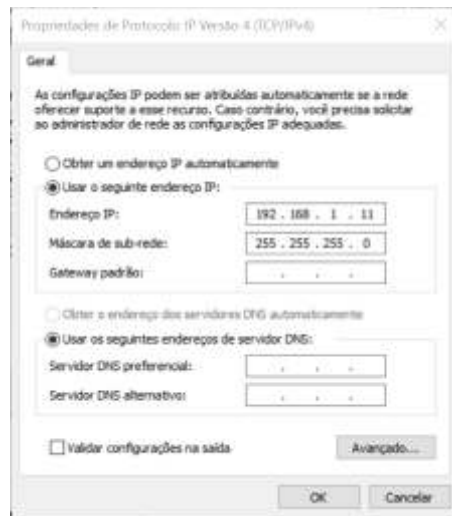 Propriedades de Protocolo IP Versão 4 (TCP/IPv4)
Geral
As configurações IP podem ser atribuídas automaticamente se a rede
oferecer suporte a esse recurso. Caso contrário, você precisa solicitar
ao administrador de rede as configurações IP adequadas.
Obter um endereço IP automaticamente
Usar o seguinte endereço IP:
Endereço IP: 192 . 168 . 1 . 11
Máscara de sub-rede: 255 . 255 . 255 . 0
Gateway padrão: . . .
Obter o endereço dos servidores DNS automaticamente
Usar os seguintes endereços de servidor DNS:
Servidor DNS preferencial: . . .
Servidor DNS alternativo: . . .
Validar configurações na saída
Avançado...
OK Cancelar